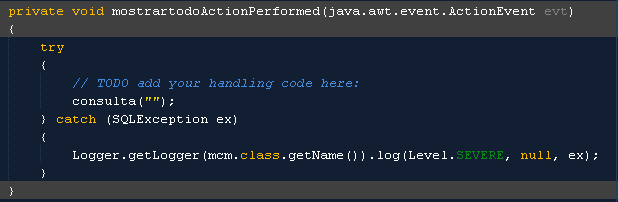 private void mostrartodoActionPerformed(java.awt.event.ActionEvent evt)
{
try
{
// TODO add your handling code here:
consulta("");
} catch (SQLException ex)
{
Logger.getLogger(mcm.class.getName()).log(Level.SEVERE, null, ex);
}
}